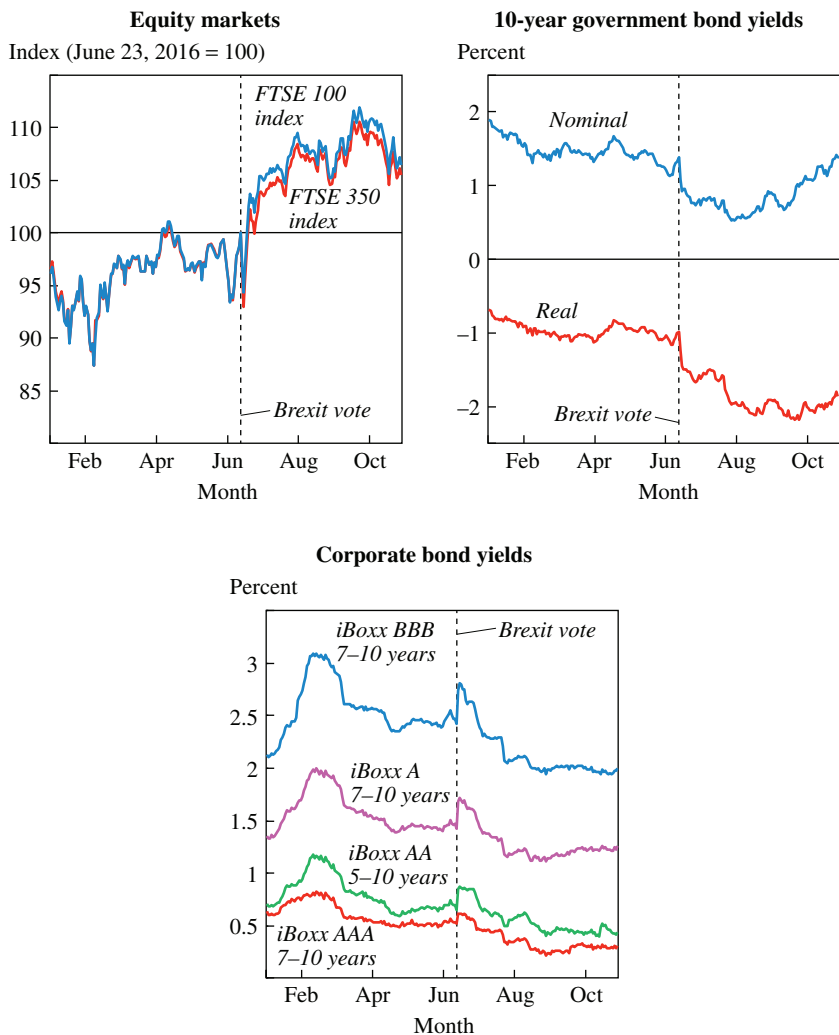 Equity markets
Index (June 23, 2016 = 100)
110
105
100
95
90
85
FTSE 100
index
FTSE 350
index
Brexit vote
Feb
Apr
Jun
Aug
Oct
Month
10-year government bond yields
Percent
2
1
0
–1
–2
Nominal
Real
Brexit vote
Feb
Apr
Jun
Aug
Oct
Month
Corporate bond yields
Percent
3
2.5
2
1.5
1
0.5
iBoxx BBB
7–10 years
Brexit vote
iBoxx A
7–10 years
iBoxx AA
5–10 years
iBoxx AAA
7–10 years
Feb
Apr
Jun
Aug
Oct
Month